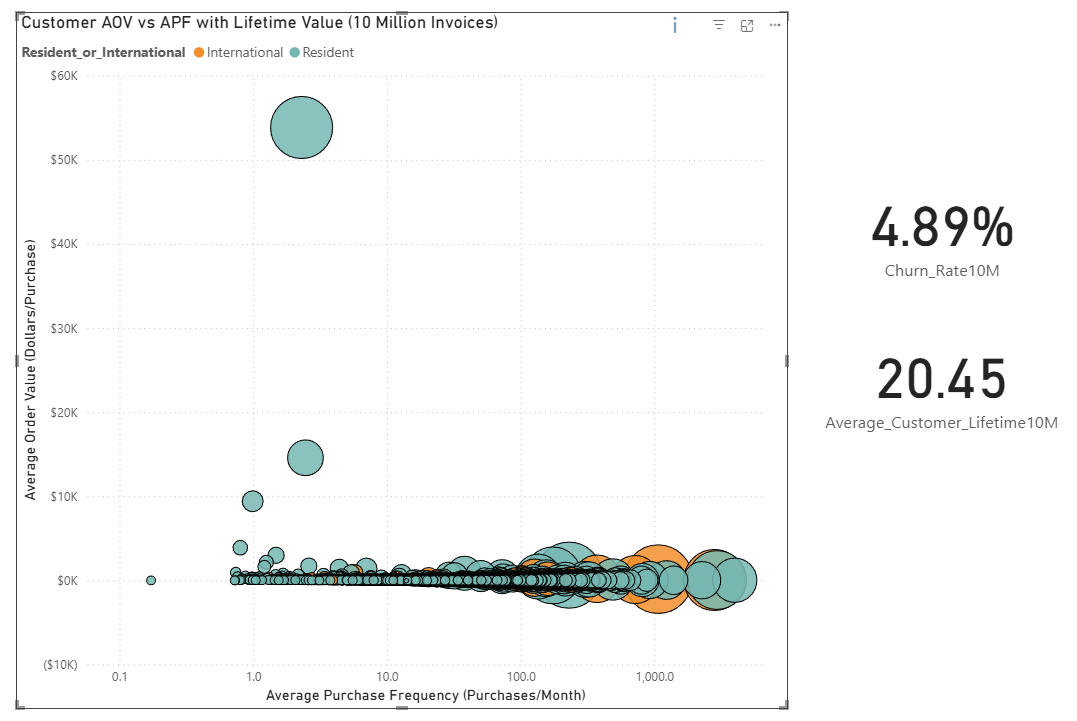 Customer AOV vs APF with Lifetime Value (10 Million Invoices)
Resident_or_International International Resident
$60K
$50K
$40K
$30K
$20K
$10K
$0K
($10K)
Average Order Value (Dollars/Purchase)
0.1 1.0 10.0 100.0 1,000.0
Average Purchase Frequency (Purchases/Month)
4.89%
Churn_Rate10M
20.45
Average_Customer_Lifetime10M